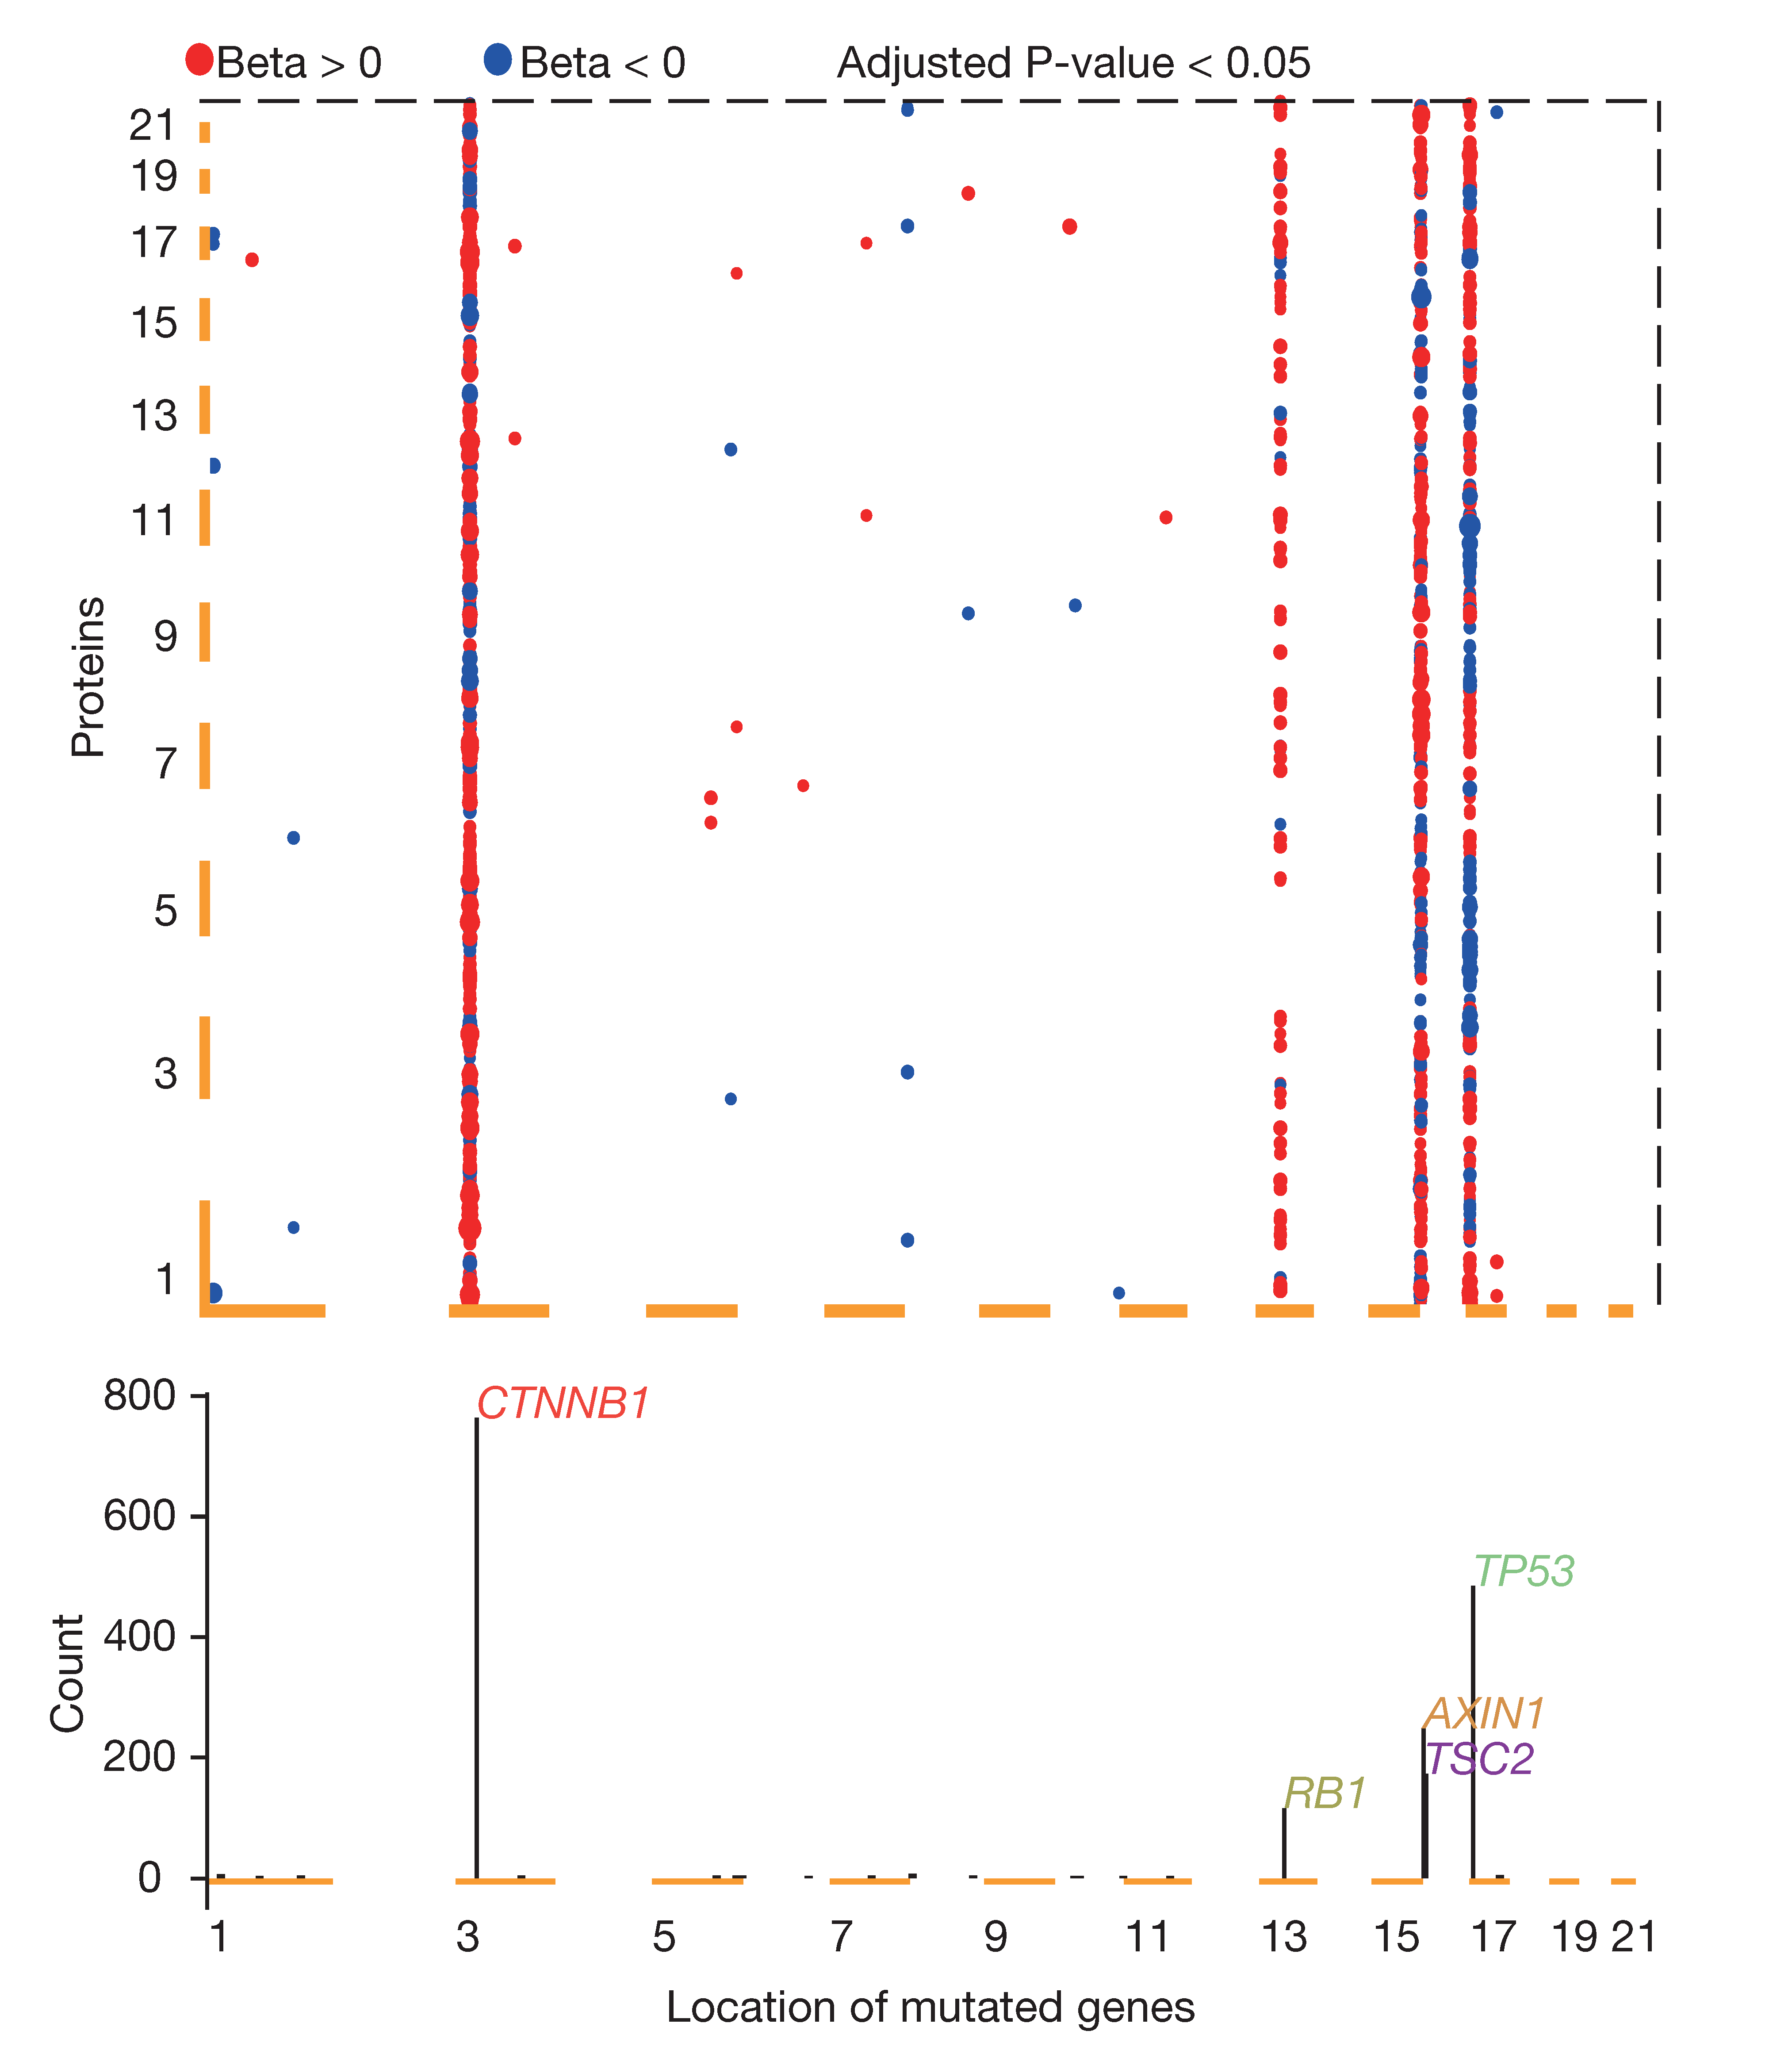 Beta > 0 Beta < 0 Adjusted P-value < 0.05
21
19
17
15
13
11
9
7
5
3
1
Proteins
800
600
400
200
0
Count
CTNNB1
TP53
AXIN1
TSC2
RB1
1 3 5 7 9 11 13 15 17 19 21
Location of mutated genes